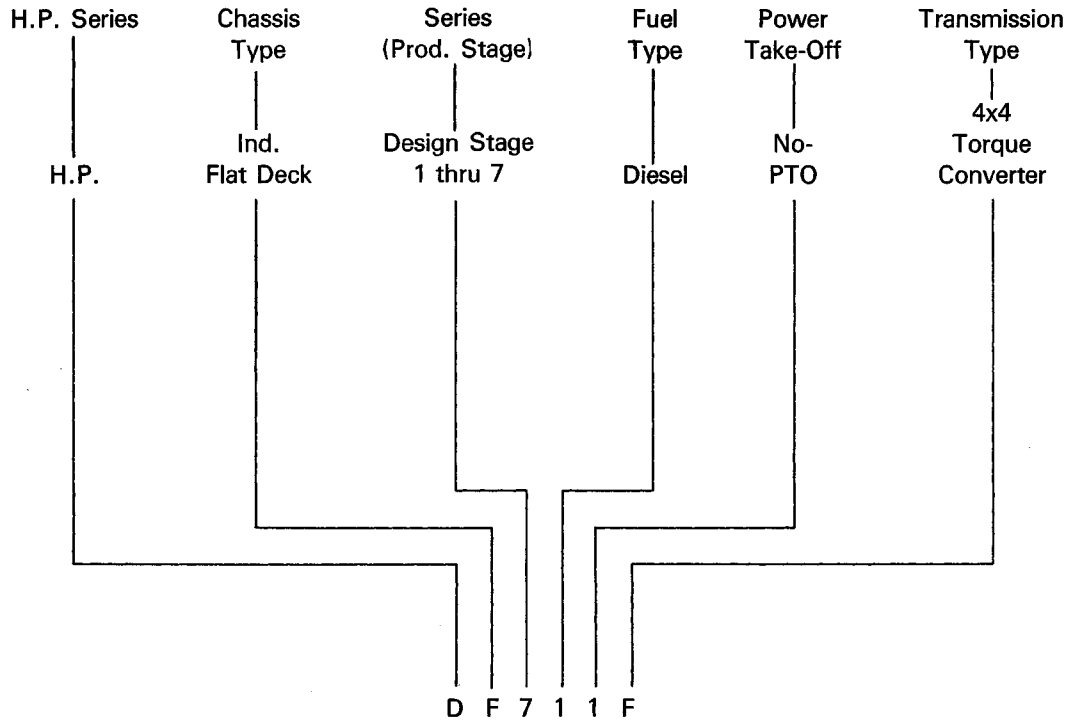 H.P. Series Chassis Series Fuel Power Transmission
Type (Prod. Stage) Type Take-Off Type
4x4
Ind. Design Stage No- Torque
H.P. Flat Deck 1 thru 7 Diesel PTO Converter
D F 7 1 1 F